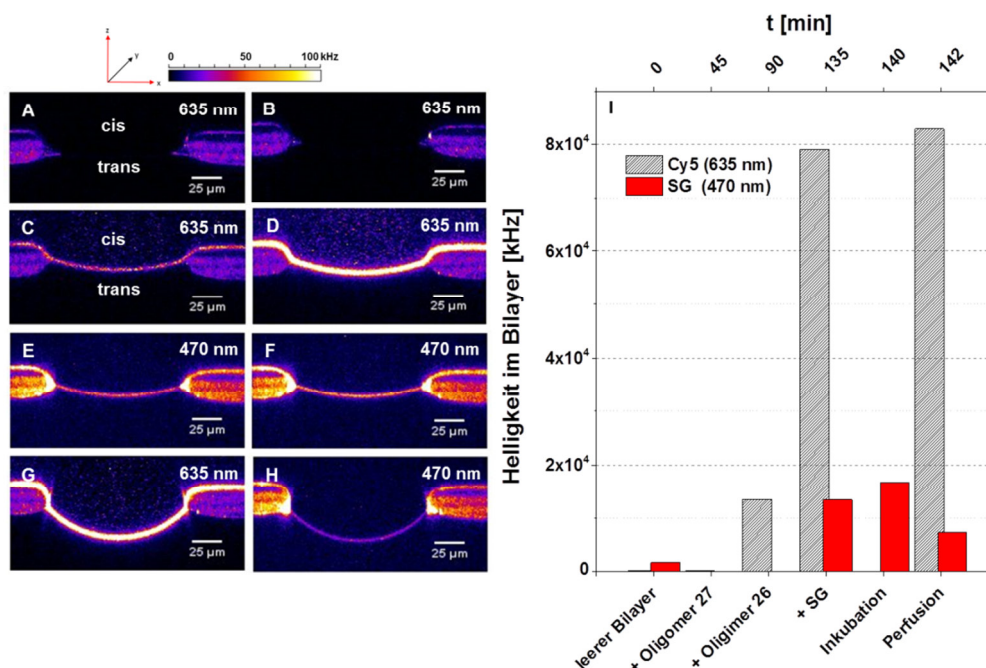 z
y
x
0 50 100 kHz
A 635 nm
cis
trans
25 µm
B 635 nm
25 µm
C 635 nm
cis
trans
25 µm
D 635 nm
25 µm
E 470 nm
25 µm
F 470 nm
25 µm
G 635 nm
25 µm
H 470 nm
25 µm
t [min]
0 45 90 135 140 142
I
Cy5 (635 nm)
SG (470 nm)
Helligkeit im Bilayer [kHz]
8x10⁴
6x10⁴
4x10⁴
2x10⁴
0
leerer Bilayer
+ Oligomer 27
+ Oligimer 26
+ SG
Inkubation
Perfusion